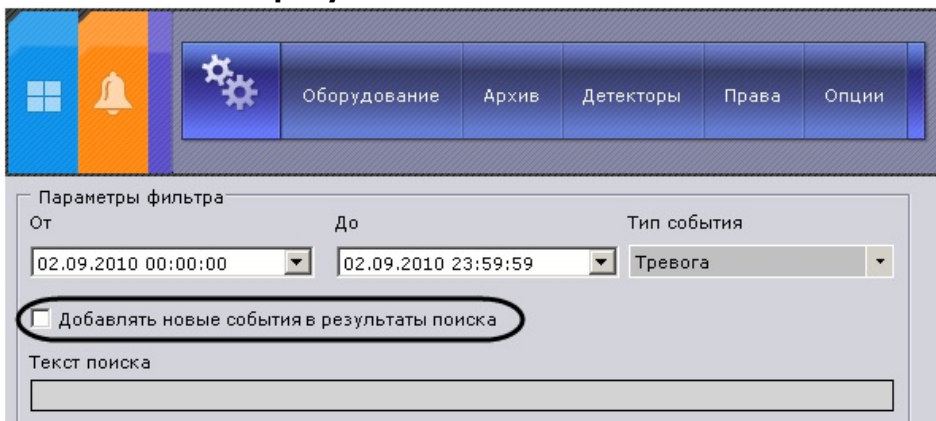 Оборудование Архив Детекторы Права Опции
Параметры фильтра
От До Тип события
02.09.2010 00:00:00 02.09.2010 23:59:59 Тревога
Добавлять новые события в результаты поиска
Текст поиска